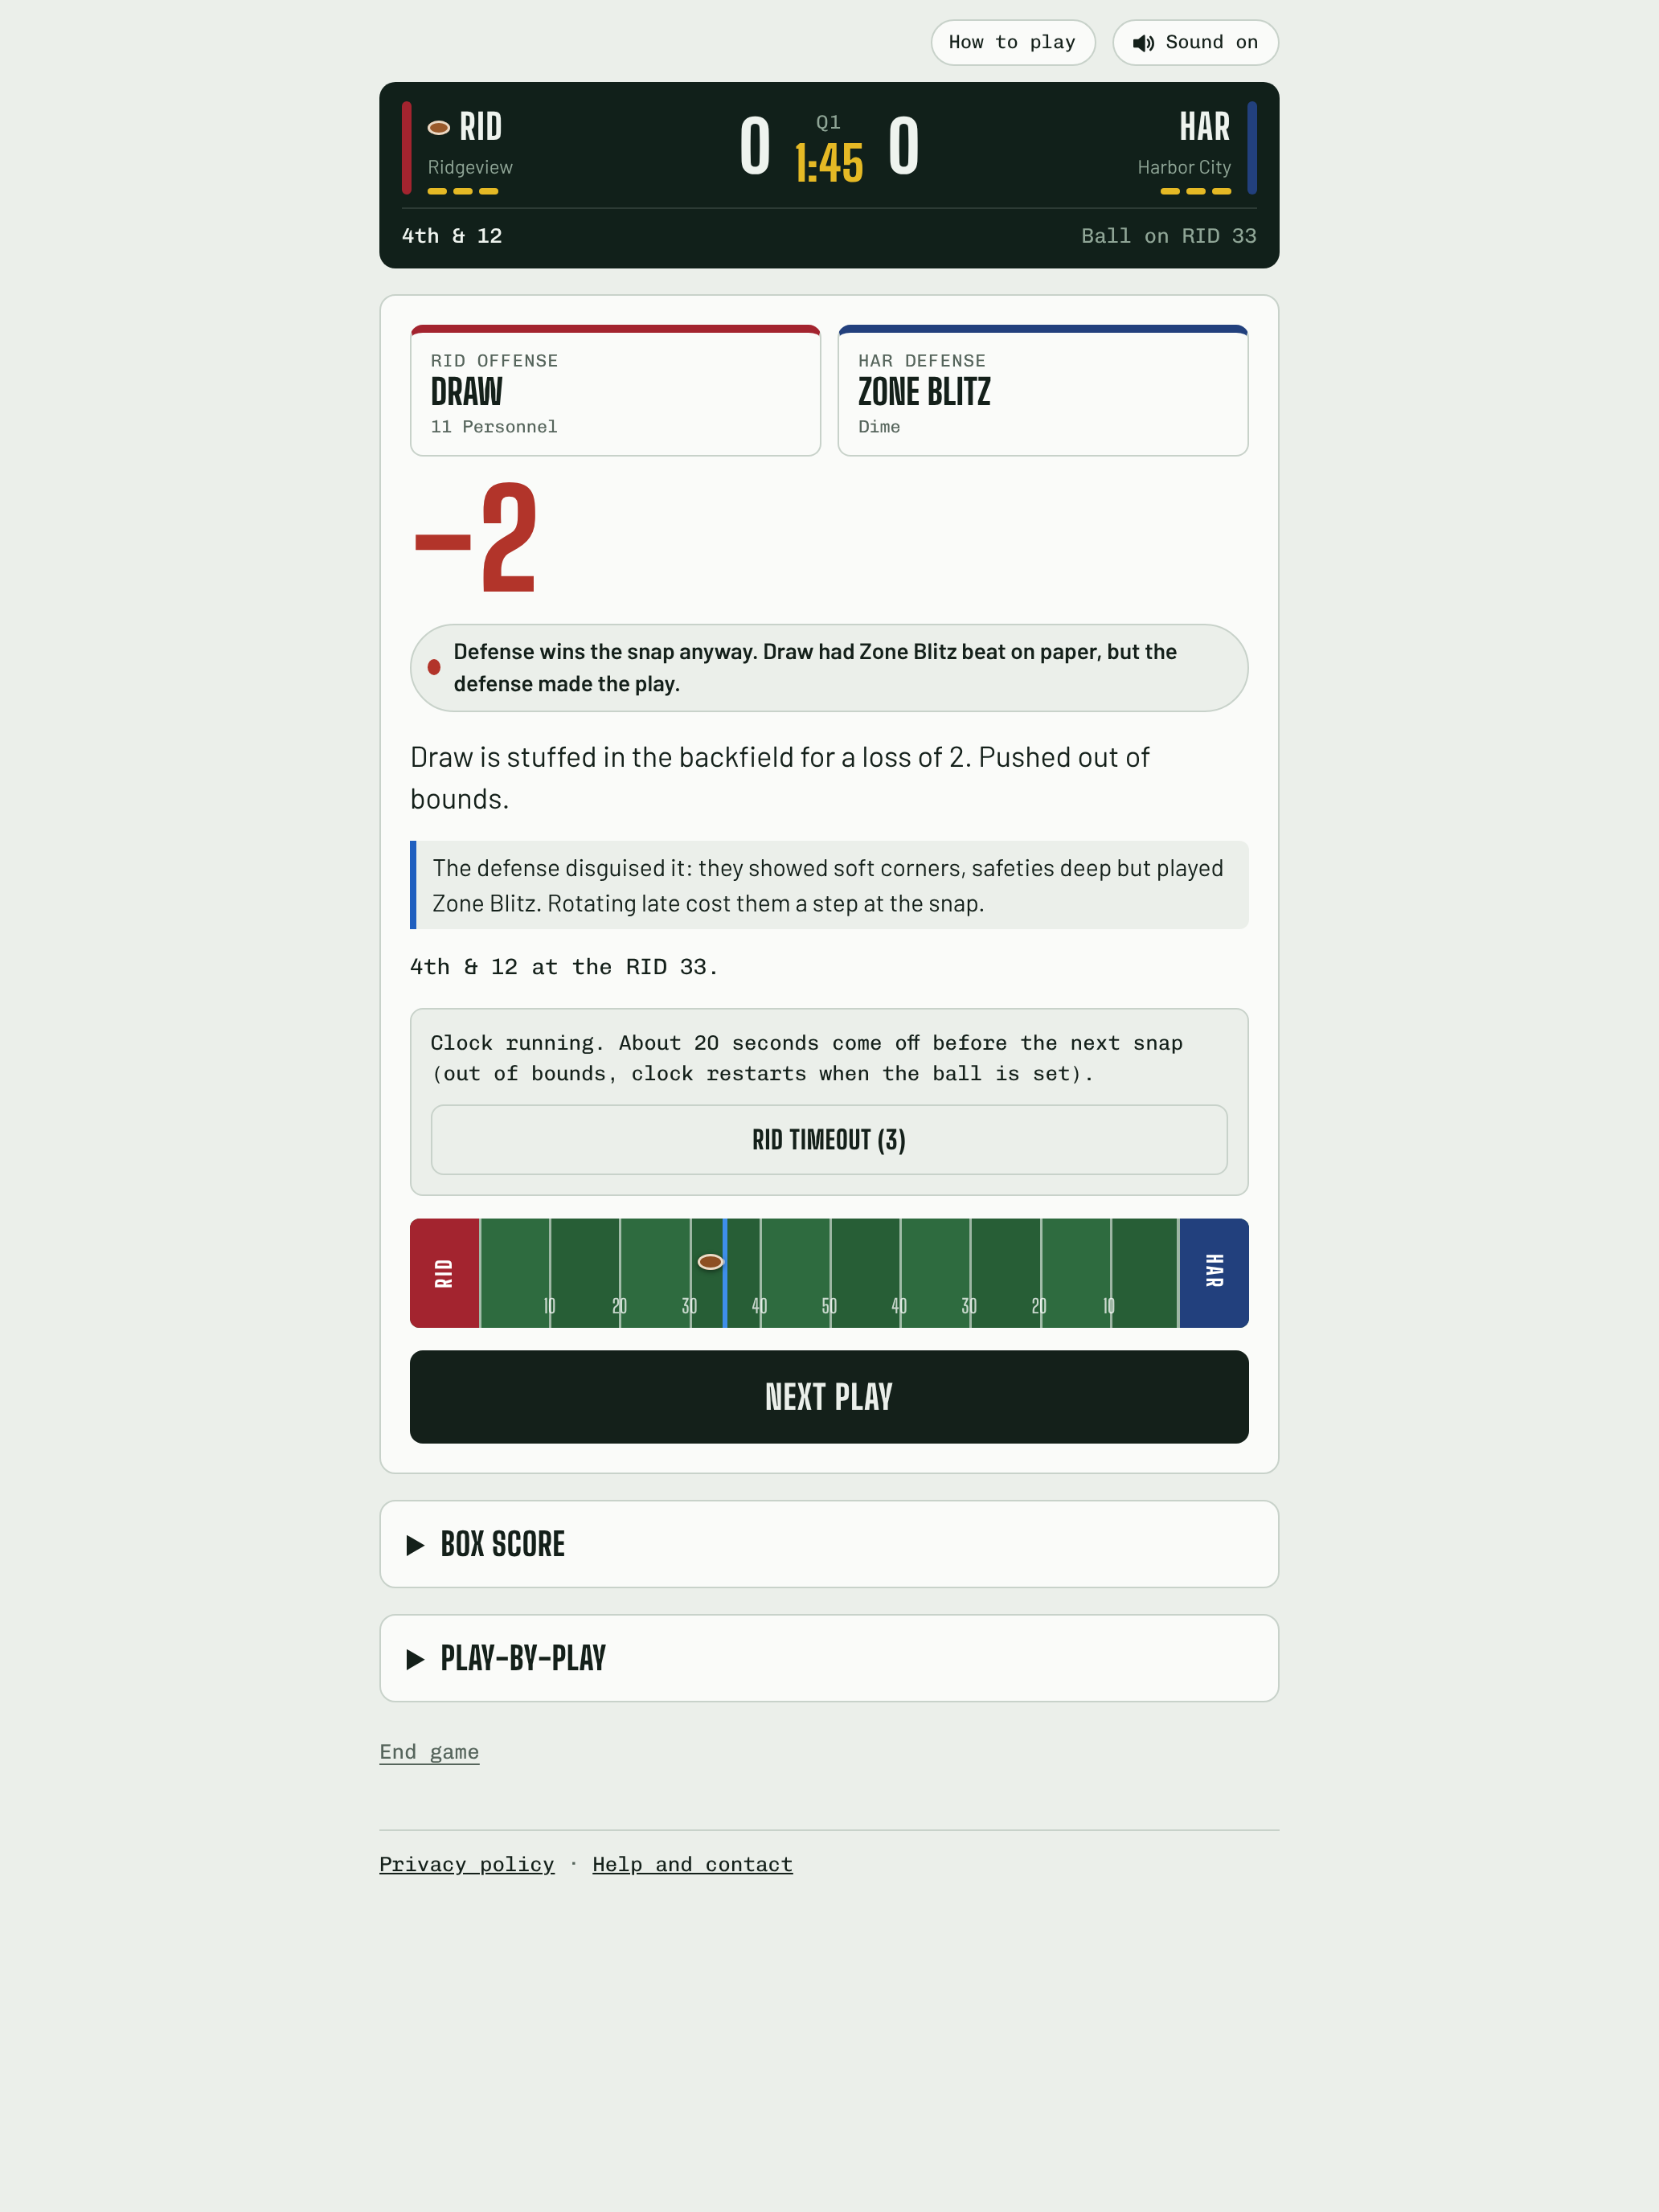 How to play
Sound on
RID
Ridgeview
0
Q1
1:45
0
HAR
Harbor City
4th & 12
Ball on RID 33
RID OFFENSE
DRAW
11 Personnel
HAR DEFENSE
ZONE BLITZ
Dime
−2
Defense wins the snap anyway. Draw had Zone Blitz beat on paper, but the
defense made the play.
Draw is stuffed in the backfield for a loss of 2. Pushed out of
bounds.
The defense disguised it: they showed soft corners, safeties deep but played
Zone Blitz. Rotating late cost them a step at the snap.
4th & 12 at the RID 33.
Clock running. About 20 seconds come off before the next snap
(out of bounds, clock restarts when the ball is set).
RID TIMEOUT (3)
RID
10 20 30 40 50 40 30 20 10
HAR
NEXT PLAY
BOX SCORE
PLAY-BY-PLAY
End game
Privacy policy · Help and contact